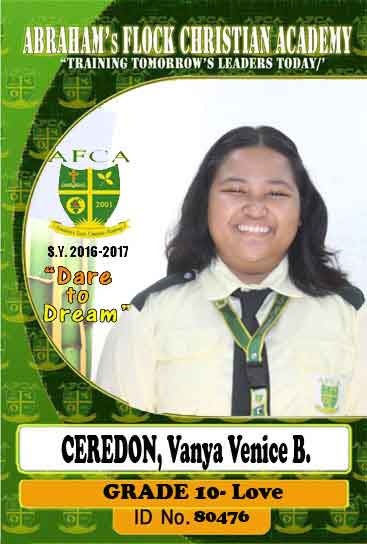 ABRAHAM's FLOCK CHRISTIAN ACADEMY
"TRAINING TOMORROW'S LEADERS TODAY/'
AFCA
2001
S.Y. 2016-2017
"Dare
to
Dream"
CEREDON, Vanya Venice B.
GRADE 10- Love
ID No. 80476